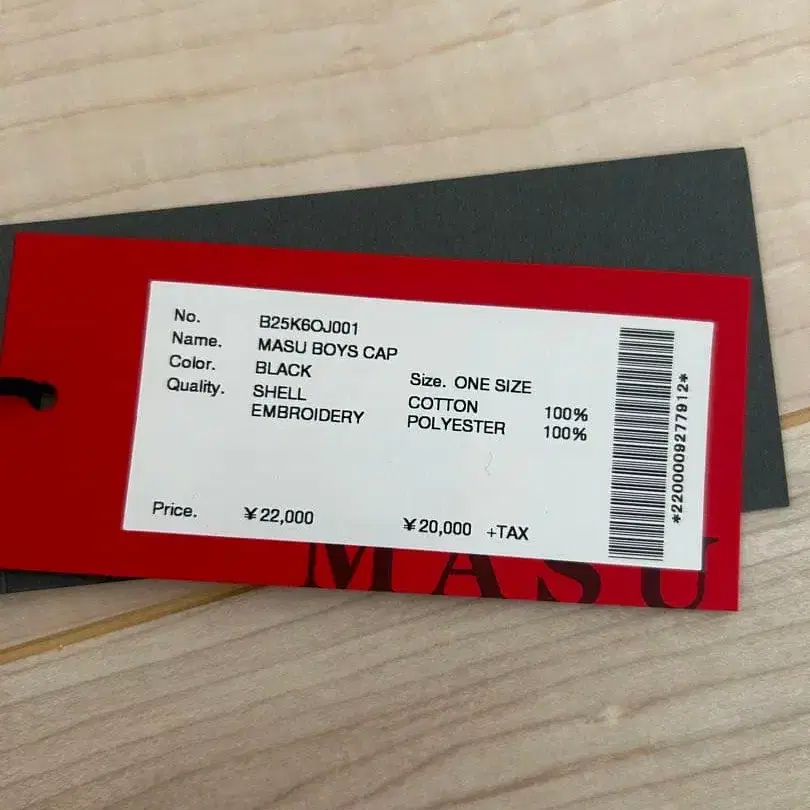 No. B25K6OJ001
Name. MASU BOYS CAP
Color. BLACK Size. ONE SIZE
Quality. SHELL COTTON 100%
EMBROIDERY POLYESTER 100%
Price. ¥22,000 ¥20,000 +TAX
*2200009277912*
MASU